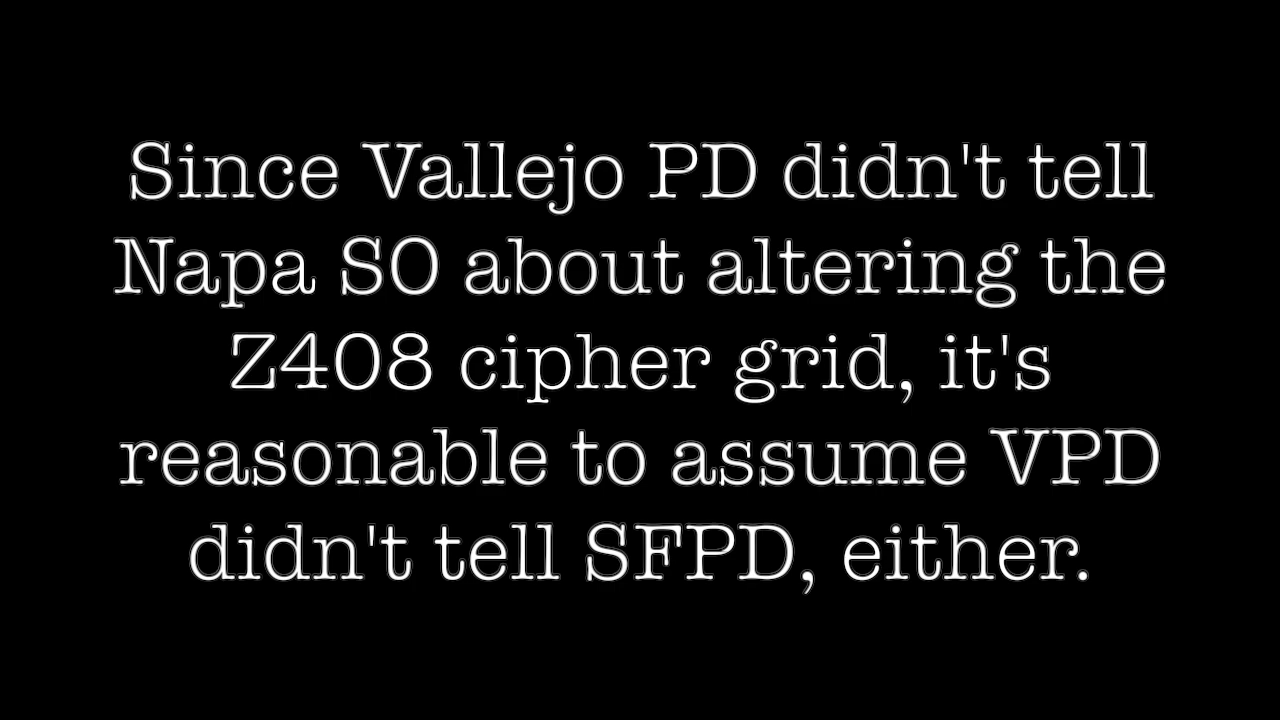 Since Vallejo PD didn't tell
Napa SO about altering the
Z408 cipher grid, it's
reasonable to assume VPD
didn't tell SFPD, either.